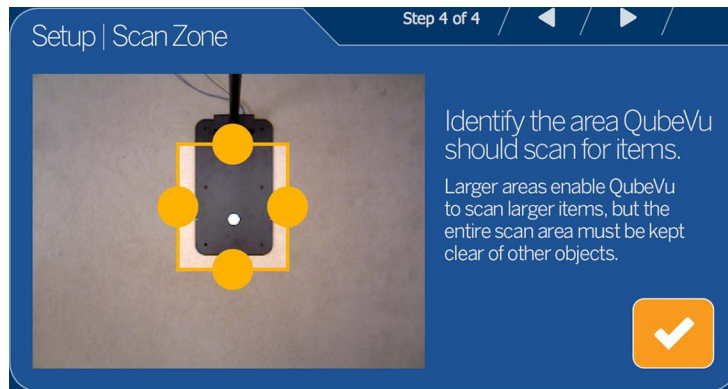 Setup | Scan Zone
Step 4 of 4
Identify the area QubeVu
should scan for items.
Larger areas enable QubeVu
to scan larger items, but the
entire scan area must be kept
clear of other objects.